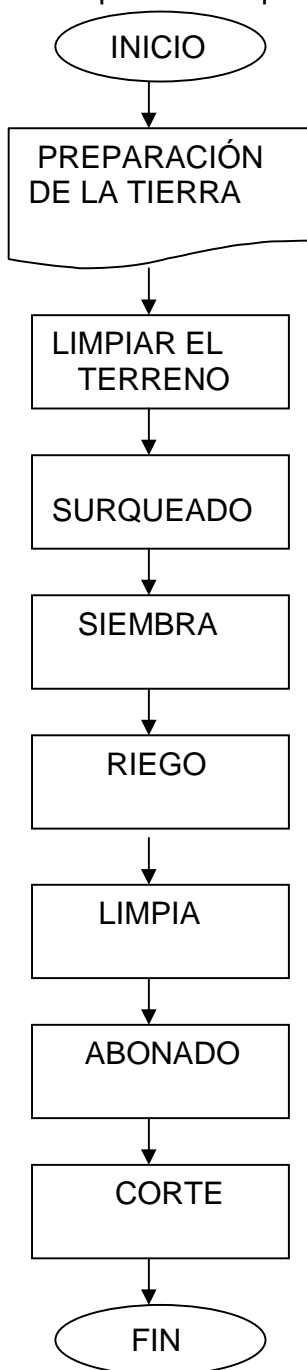 INICIO
PREPARACIÓN
DE LA TIERRA
LIMPIAR EL
TERRENO
SURQUEADO
SIEMBRA
RIEGO
LIMPIA
ABONADO
CORTE
FIN